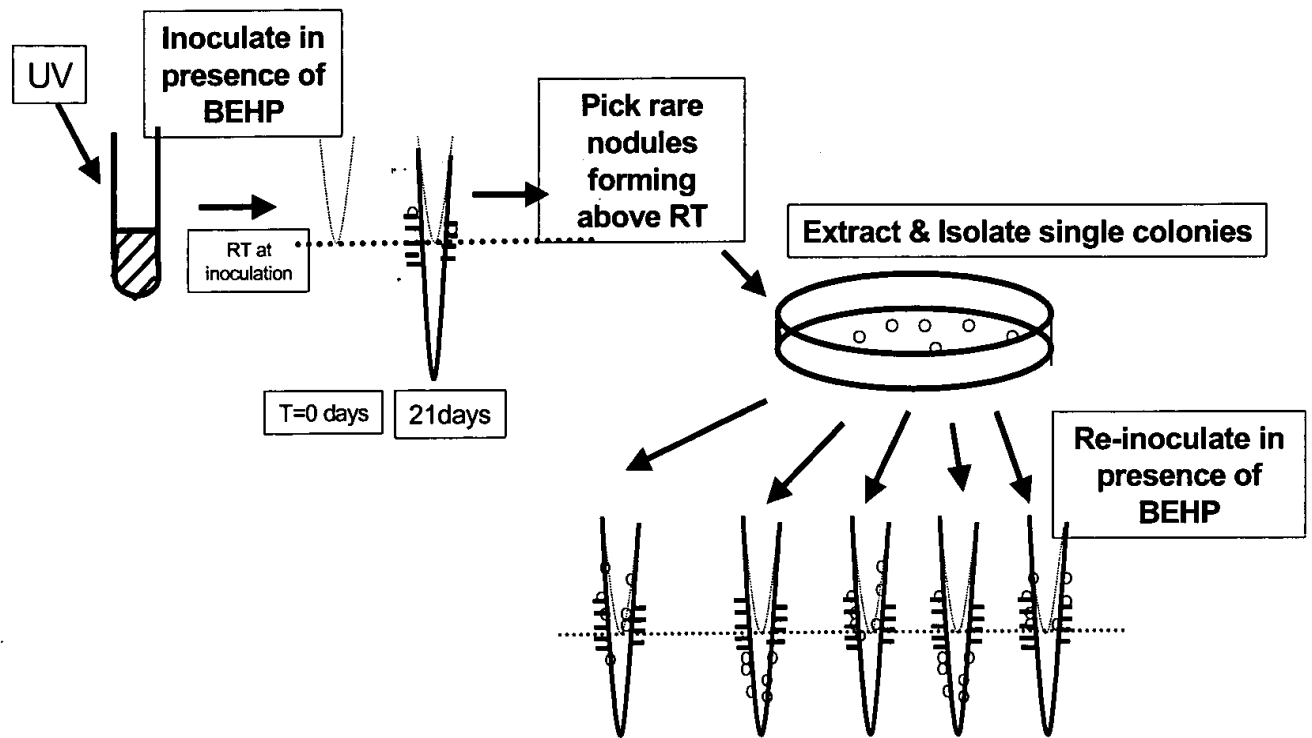 UV
Inoculate in
presence of
BEHP
RT at
inoculation
T=0 days
21days
Pick rare
nodules
forming
above RT
Extract & Isolate single colonies
Re-inoculate in
presence of
BEHP